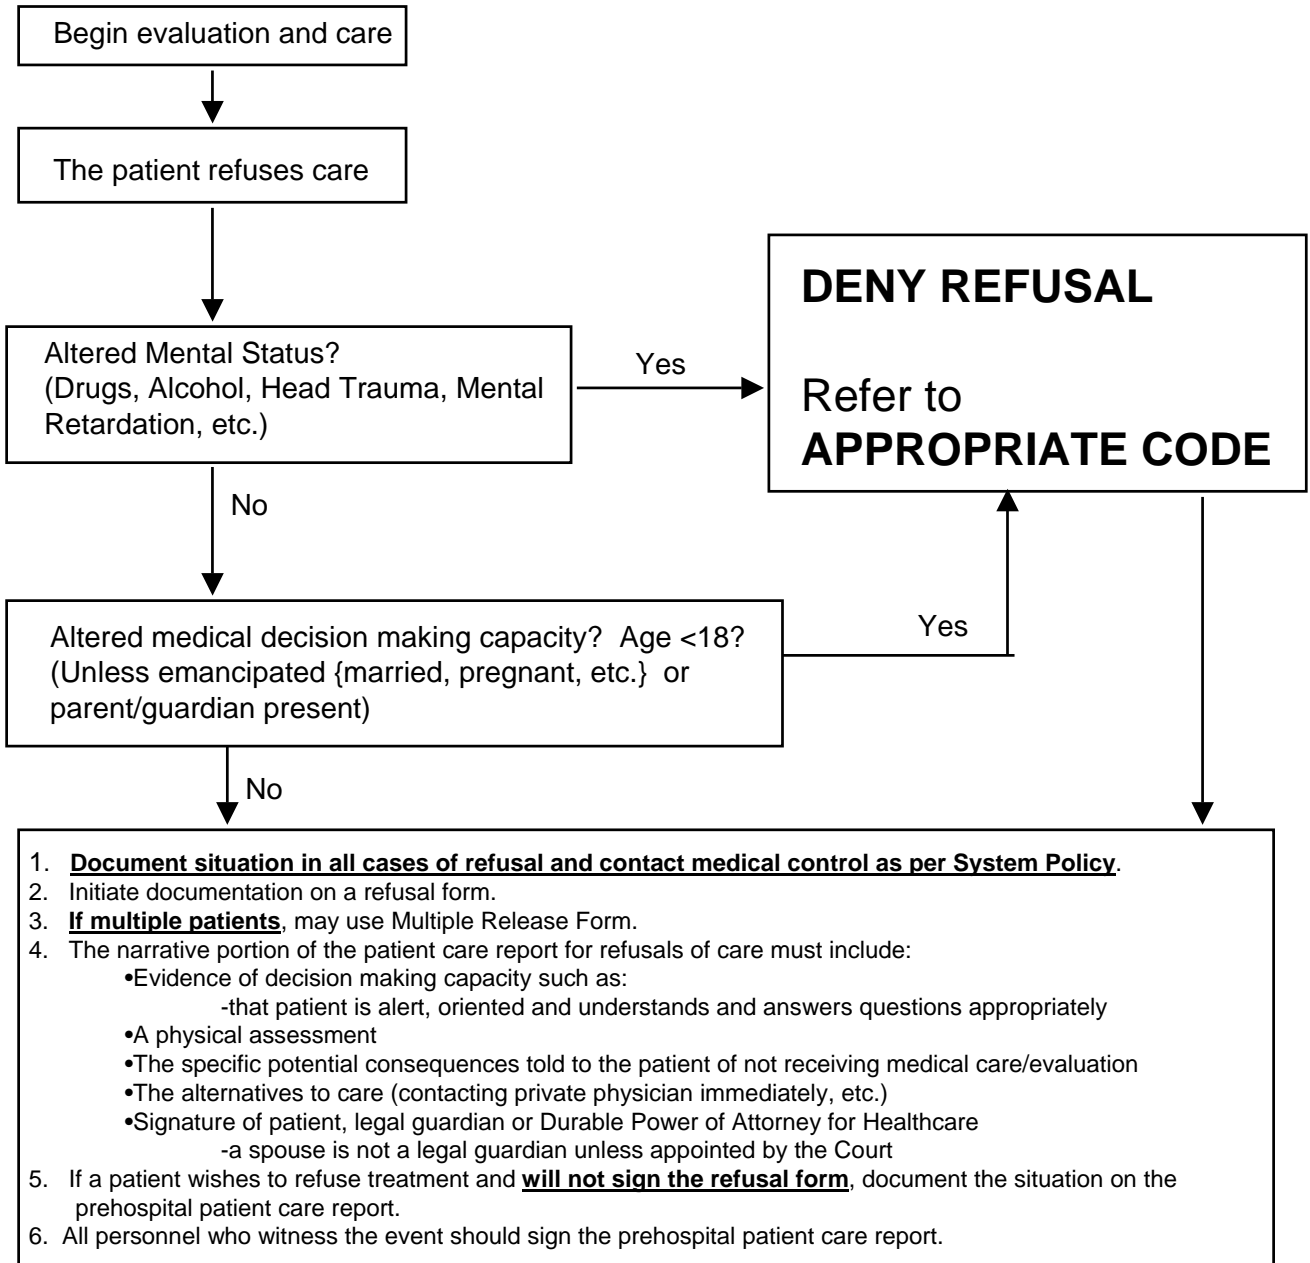 Begin evaluation and care
The patient refuses care
Altered Mental Status?
(Drugs, Alcohol, Head Trauma, Mental
Retardation, etc.)
Yes
DENY REFUSAL
Refer to
APPROPRIATE CODE
No
Altered medical decision making capacity?  Age <18?
(Unless emancipated {married, pregnant, etc.}  or
parent/guardian present)
Yes
No
1.  Document situation in all cases of refusal and contact medical control as per System Policy.
2.  Initiate documentation on a refusal form.
3.  If multiple patients, may use Multiple Release Form.
4.  The narrative portion of the patient care report for refusals of care must include:
•Evidence of decision making capacity such as:
-that patient is alert, oriented and understands and answers questions appropriately
•A physical assessment
•The specific potential consequences told to the patient of not receiving medical care/evaluation
•The alternatives to care (contacting private physician immediately, etc.)
•Signature of patient, legal guardian or Durable Power of Attorney for Healthcare
-a spouse is not a legal guardian unless appointed by the Court
5.  If a patient wishes to refuse treatment and will not sign the refusal form, document the situation on the
prehospital patient care report.
6.  All personnel who witness the event should sign the prehospital patient care report.